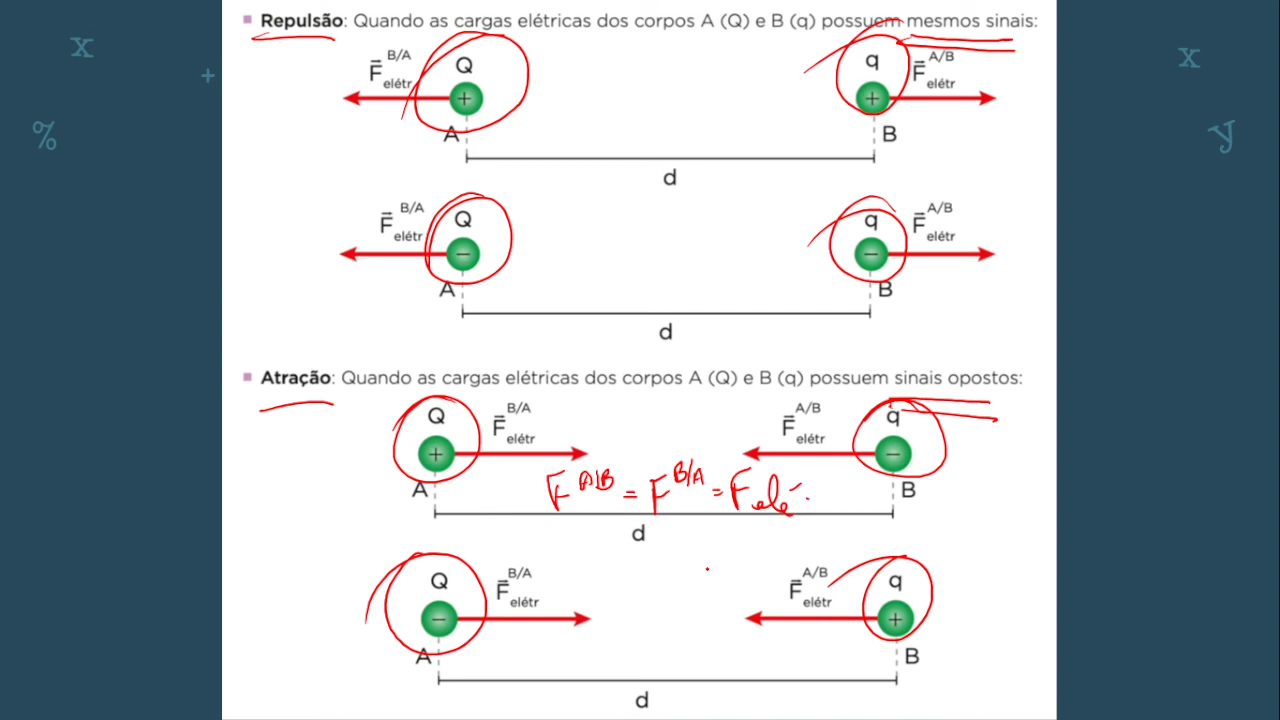 Repulsão: Quando as cargas elétricas dos corpos A (Q) e B (q) possuem mesmos sinais:
x
x
+
%
y
F⃗ elétr B/A
Q
+
A
q
+
B
F⃗ elétr A/B
d
F⃗ elétr B/A
Q
−
A
q
−
B
F⃗ elétr A/B
d
Atração: Quando as cargas elétricas dos corpos A (Q) e B (q) possuem sinais opostos:
Q
+
A
F⃗ elétr B/A
F⃗ elétr A/B
q
−
B
F A/B = F B/A = F elé
d
Q
−
A
F⃗ elétr B/A
F⃗ elétr A/B
q
+
B
d